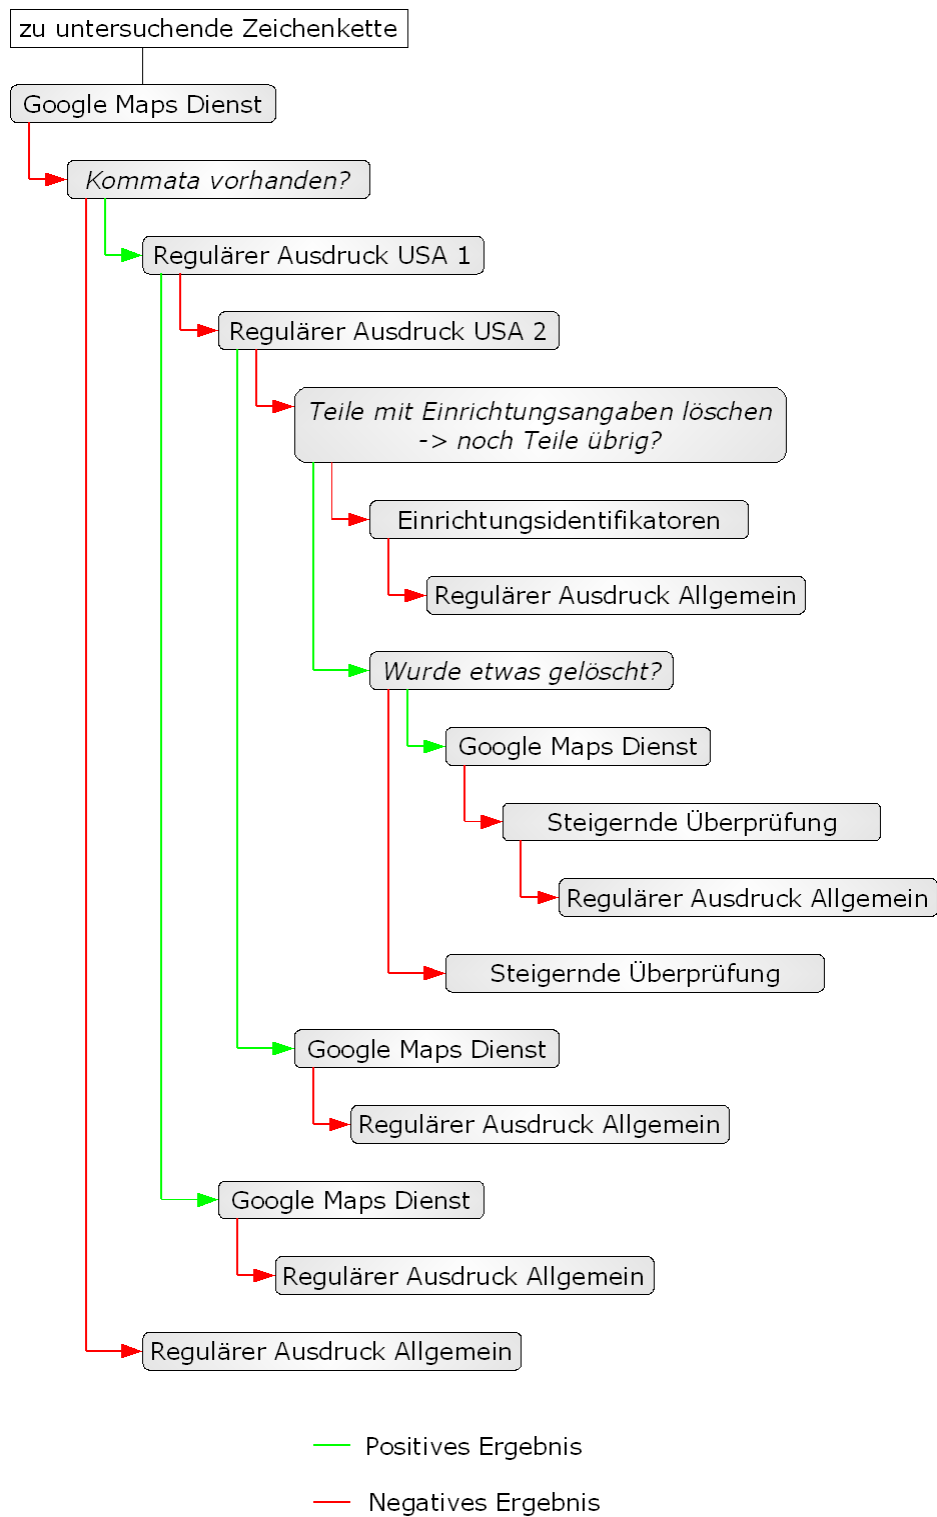 zu untersuchende Zeichenkette
Google Maps Dienst
Kommata vorhanden?
Regulärer Ausdruck USA 1
Regulärer Ausdruck USA 2
Teile mit Einrichtungsangaben löschen
-> noch Teile übrig?
Einrichtungsidentifikatoren
Regulärer Ausdruck Allgemein
Wurde etwas gelöscht?
Google Maps Dienst
Steigernde Überprüfung
Regulärer Ausdruck Allgemein
Steigernde Überprüfung
Google Maps Dienst
Regulärer Ausdruck Allgemein
Google Maps Dienst
Regulärer Ausdruck Allgemein
Regulärer Ausdruck Allgemein
Positives Ergebnis
Negatives Ergebnis